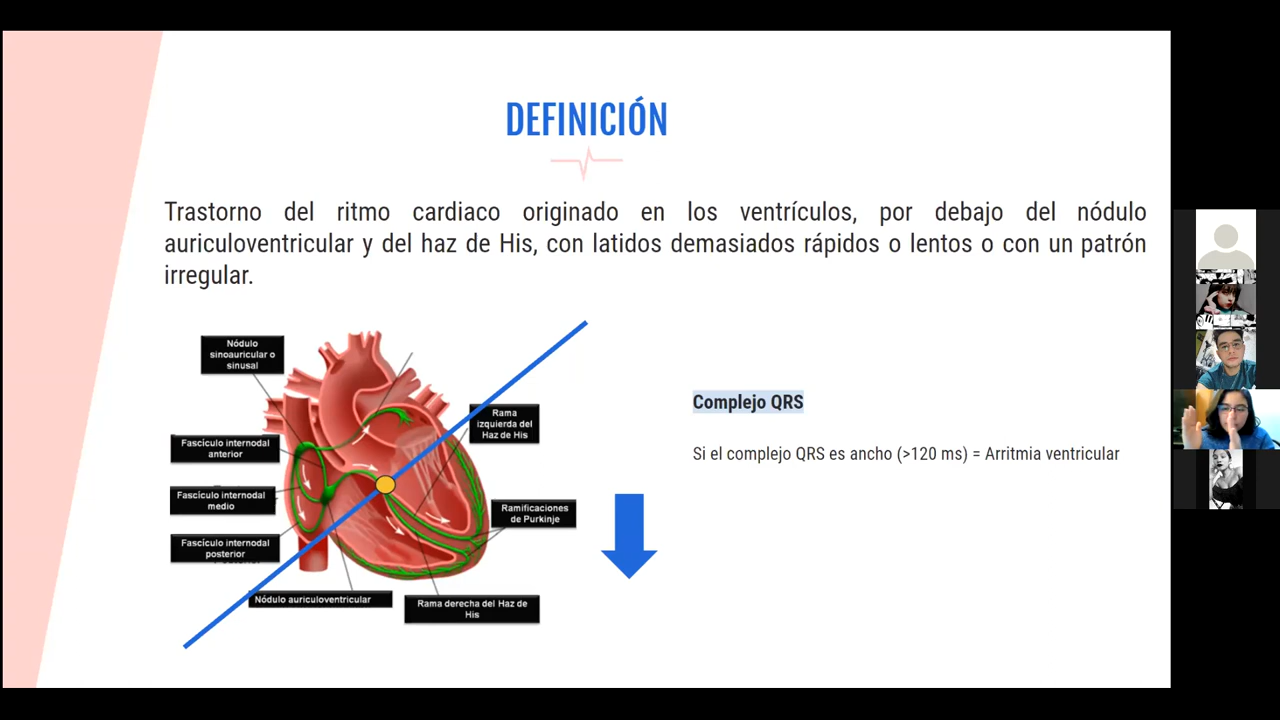 DEFINICIÓN
Trastorno del ritmo cardiaco originado en los ventrículos, por debajo del nódulo
auriculoventricular y del haz de His, con latidos demasiados rápidos o lentos o con un patrón
irregular.
Nódulo
sinoauricular o
sinusal
Rama
izquierda del
Haz de His
Fascículo internodal
anterior
Fascículo internodal
medio
Ramificaciones
de Purkinje
Fascículo internodal
posterior
Nódulo auriculoventricular
Rama derecha del Haz de
His
Complejo QRS
Si el complejo QRS es ancho (>120 ms) = Arritmia ventricular